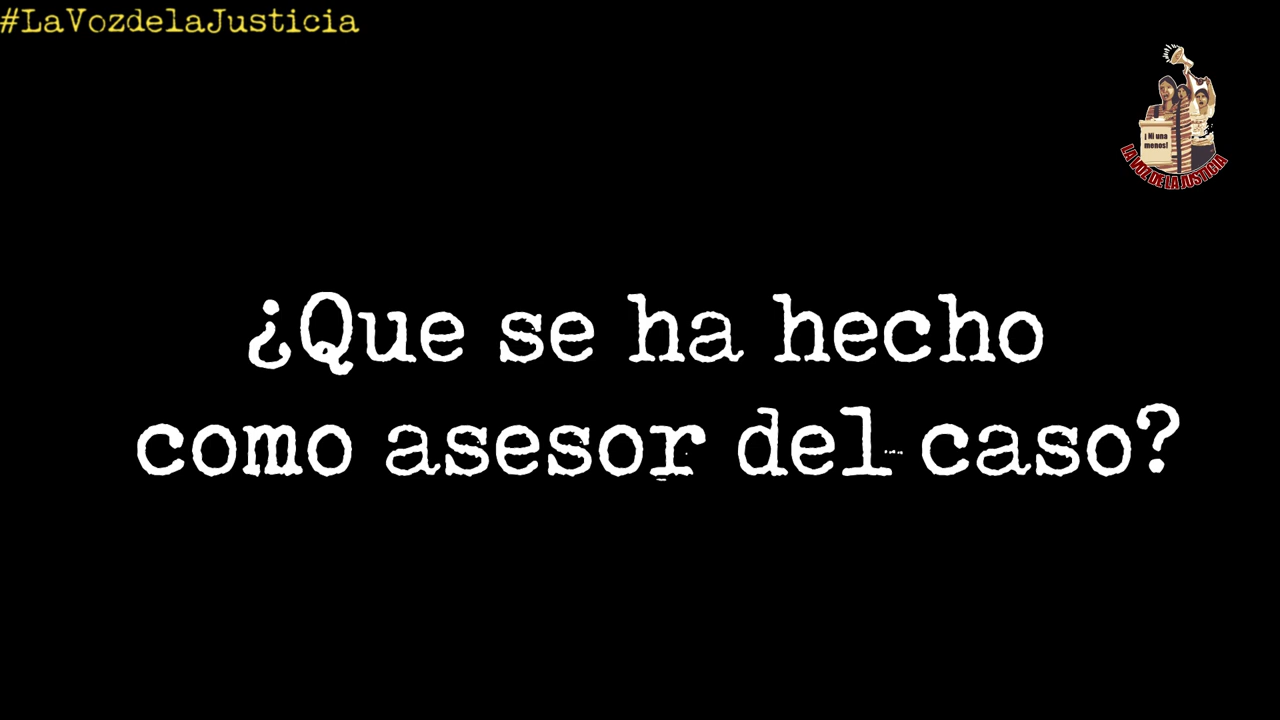 #LaVozdelaJusticia
¡ Ni una
menos!
LA VOZ DE LA JUSTICIA
¿Que se ha hecho
como asesor del caso?